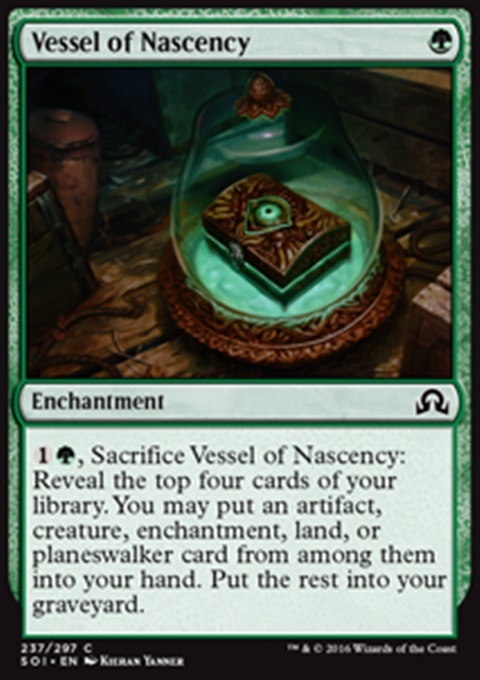 Vessel of Nascency
Enchantment
1, Sacrifice Vessel of Nascency:
Reveal the top four cards of your
library. You may put an artifact,
creature, enchantment, land, or
planeswalker card from among them
into your hand. Put the rest into your
graveyard.
237/297 C
SOI • EN Kieran Yanner
™ & © 2016 Wizards of the Coast